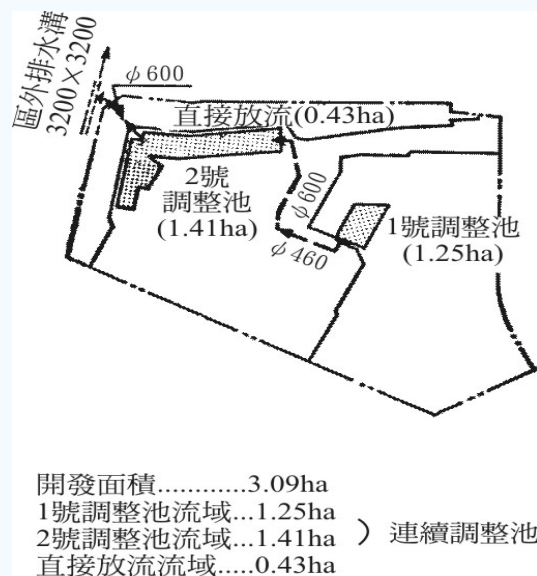 區外排水溝
3200×3200
ϕ600
直接放流(0.43ha)
2號
調整池
(1.41ha)
ϕ600
ϕ460
1號調整池
(1.25ha)
開發面積............3.09ha
1號調整池流域...1.25ha
2號調整池流域...1.41ha
) 連續調整池
直接放流流域.....0.43ha